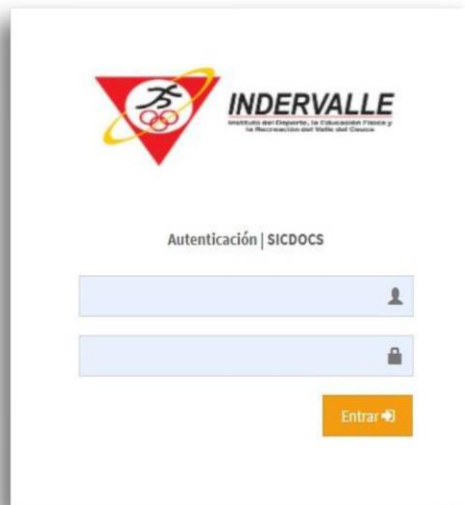 INDERVALLE
Instituto del Deporte, la Educación Física y
la Recreación del Valle del Cauca
Autenticación | SICDOCS
Entrar